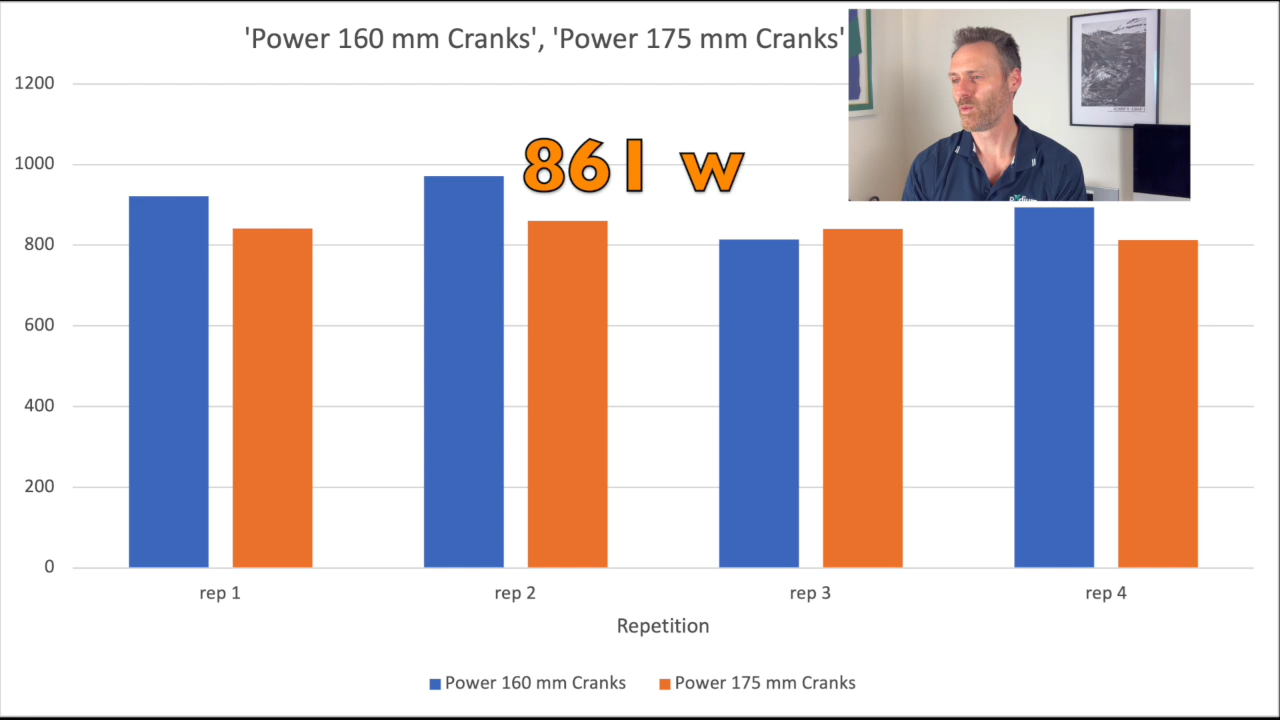 'Power 160 mm Cranks', 'Power 175 mm Cranks'
1200
1000
800
600
400
200
0
861 w
rep 1
rep 2
rep 3
rep 4
Repetition
Power 160 mm Cranks
Power 175 mm Cranks